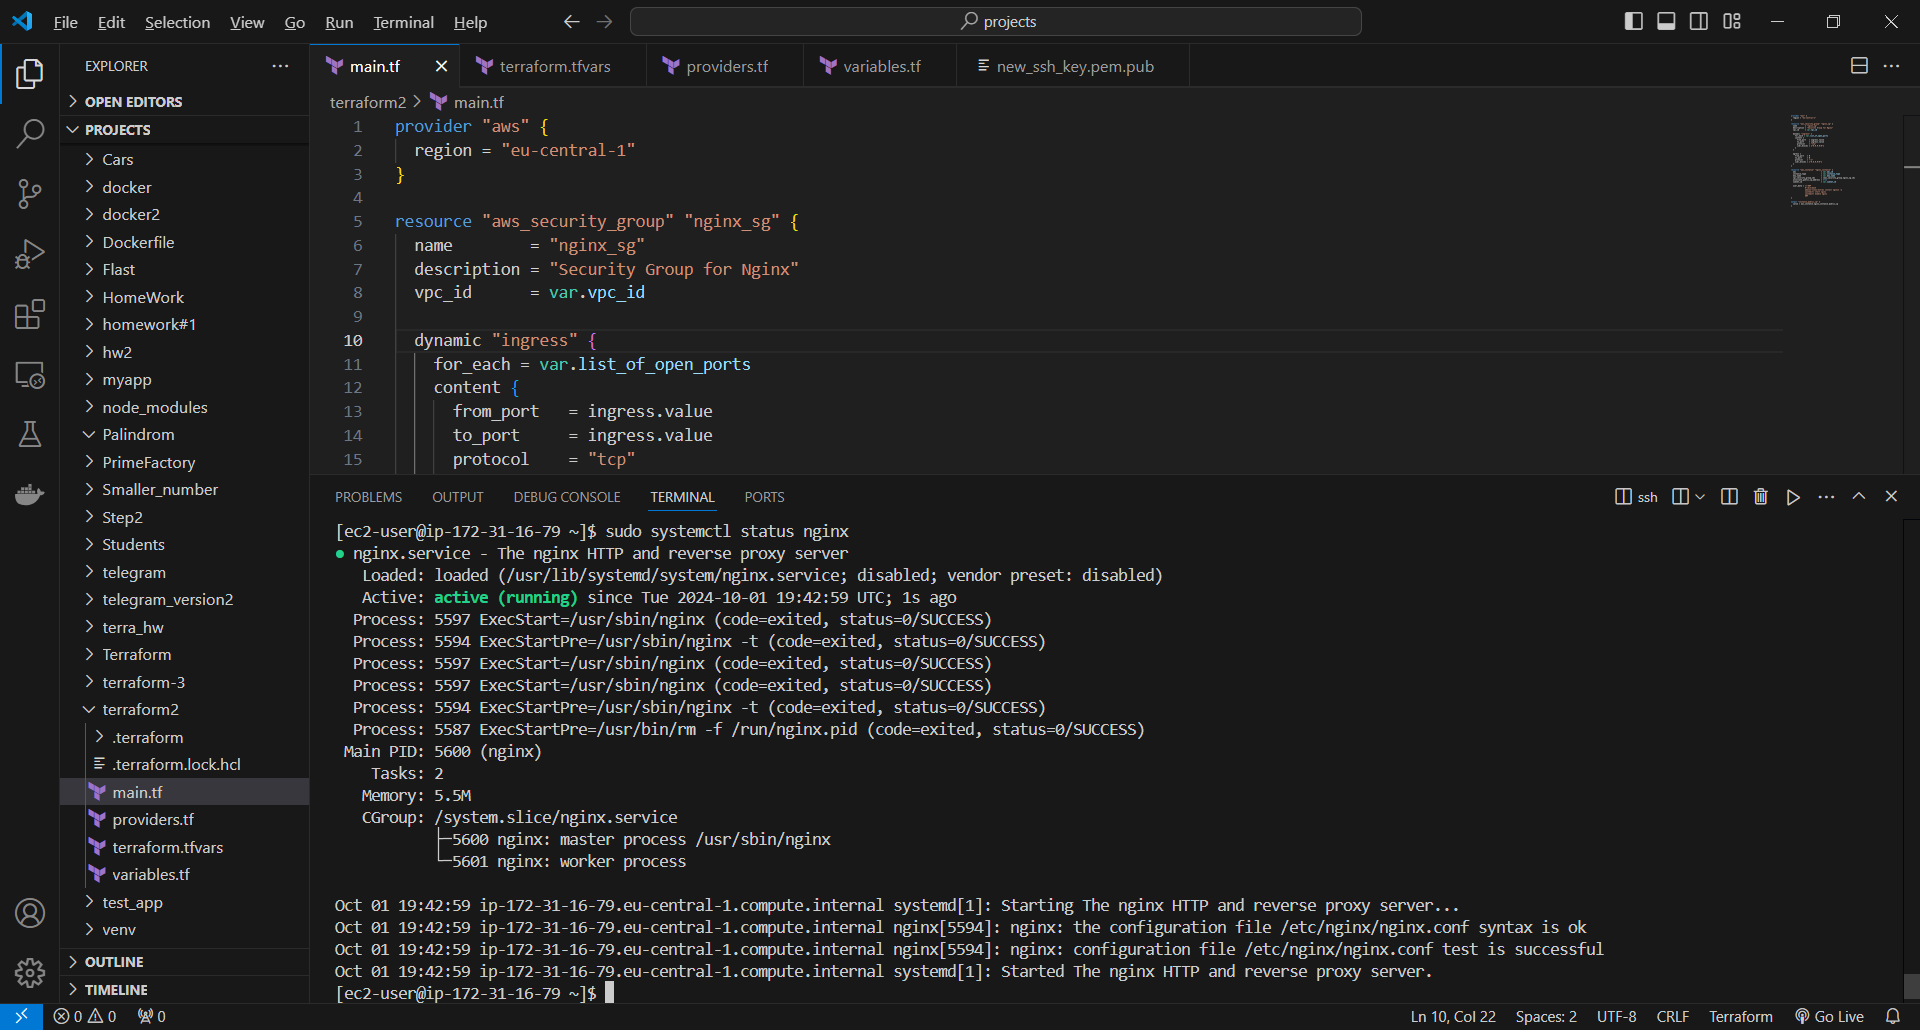 File Edit Selection View Go Run Terminal Help
projects
EXPLORER
OPEN EDITORS
PROJECTS
Cars
docker
docker2
Dockerfile
Flast
HomeWork
homework#1
hw2
myapp
node_modules
Palindrom
PrimeFactory
Smaller_number
Step2
Students
telegram
telegram_version2
terra_hw
Terraform
terraform-3
terraform2
.terraform
.terraform.lock.hcl
main.tf
providers.tf
terraform.tfvars
variables.tf
test_app
venv
OUTLINE
TIMELINE
main.tf terraform.tfvars providers.tf variables.tf new_ssh_key.pem.pub
terraform2 > main.tf
1 provider "aws" {
2   region = "eu-central-1"
3 }
4
5 resource "aws_security_group" "nginx_sg" {
6   name        = "nginx_sg"
7   description = "Security Group for Nginx"
8   vpc_id      = var.vpc_id
9
10   dynamic "ingress" {
11     for_each = var.list_of_open_ports
12     content {
13       from_port   = ingress.value
14       to_port     = ingress.value
15       protocol    = "tcp"
PROBLEMS OUTPUT DEBUG CONSOLE TERMINAL PORTS
ssh
[ec2-user@ip-172-31-16-79 ~]$ sudo systemctl status nginx
● nginx.service - The nginx HTTP and reverse proxy server
Loaded: loaded (/usr/lib/systemd/system/nginx.service; disabled; vendor preset: disabled)
Active: active (running) since Tue 2024-10-01 19:42:59 UTC; 1s ago
Process: 5597 ExecStart=/usr/sbin/nginx (code=exited, status=0/SUCCESS)
Process: 5594 ExecStartPre=/usr/sbin/nginx -t (code=exited, status=0/SUCCESS)
Process: 5597 ExecStart=/usr/sbin/nginx (code=exited, status=0/SUCCESS)
Process: 5597 ExecStart=/usr/sbin/nginx (code=exited, status=0/SUCCESS)
Process: 5594 ExecStartPre=/usr/sbin/nginx -t (code=exited, status=0/SUCCESS)
Process: 5587 ExecStartPre=/usr/bin/rm -f /run/nginx.pid (code=exited, status=0/SUCCESS)
Main PID: 5600 (nginx)
Tasks: 2
Memory: 5.5M
CGroup: /system.slice/nginx.service
├─5600 nginx: master process /usr/sbin/nginx
└─5601 nginx: worker process
Oct 01 19:42:59 ip-172-31-16-79.eu-central-1.compute.internal systemd[1]: Starting The nginx HTTP and reverse proxy server...
Oct 01 19:42:59 ip-172-31-16-79.eu-central-1.compute.internal nginx[5594]: nginx: the configuration file /etc/nginx/nginx.conf syntax is ok
Oct 01 19:42:59 ip-172-31-16-79.eu-central-1.compute.internal nginx[5594]: nginx: configuration file /etc/nginx/nginx.conf test is successful
Oct 01 19:42:59 ip-172-31-16-79.eu-central-1.compute.internal systemd[1]: Started The nginx HTTP and reverse proxy server.
[ec2-user@ip-172-31-16-79 ~]$
0 0 0 Ln 10, Col 22 Spaces: 2 UTF-8 CRLF Terraform Go Live